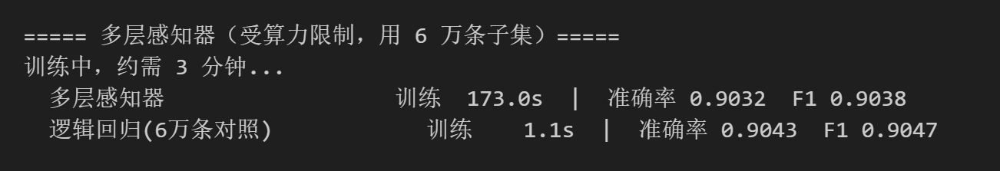 ===== 多层感知器（受算力限制，用 6 万条子集）=====
训练中，约需 3 分钟...
  多层感知器                  训练  173.0s  |  准确率 0.9032  F1 0.9038
  逻辑回归(6万条对照)            训练    1.1s  |  准确率 0.9043  F1 0.9047